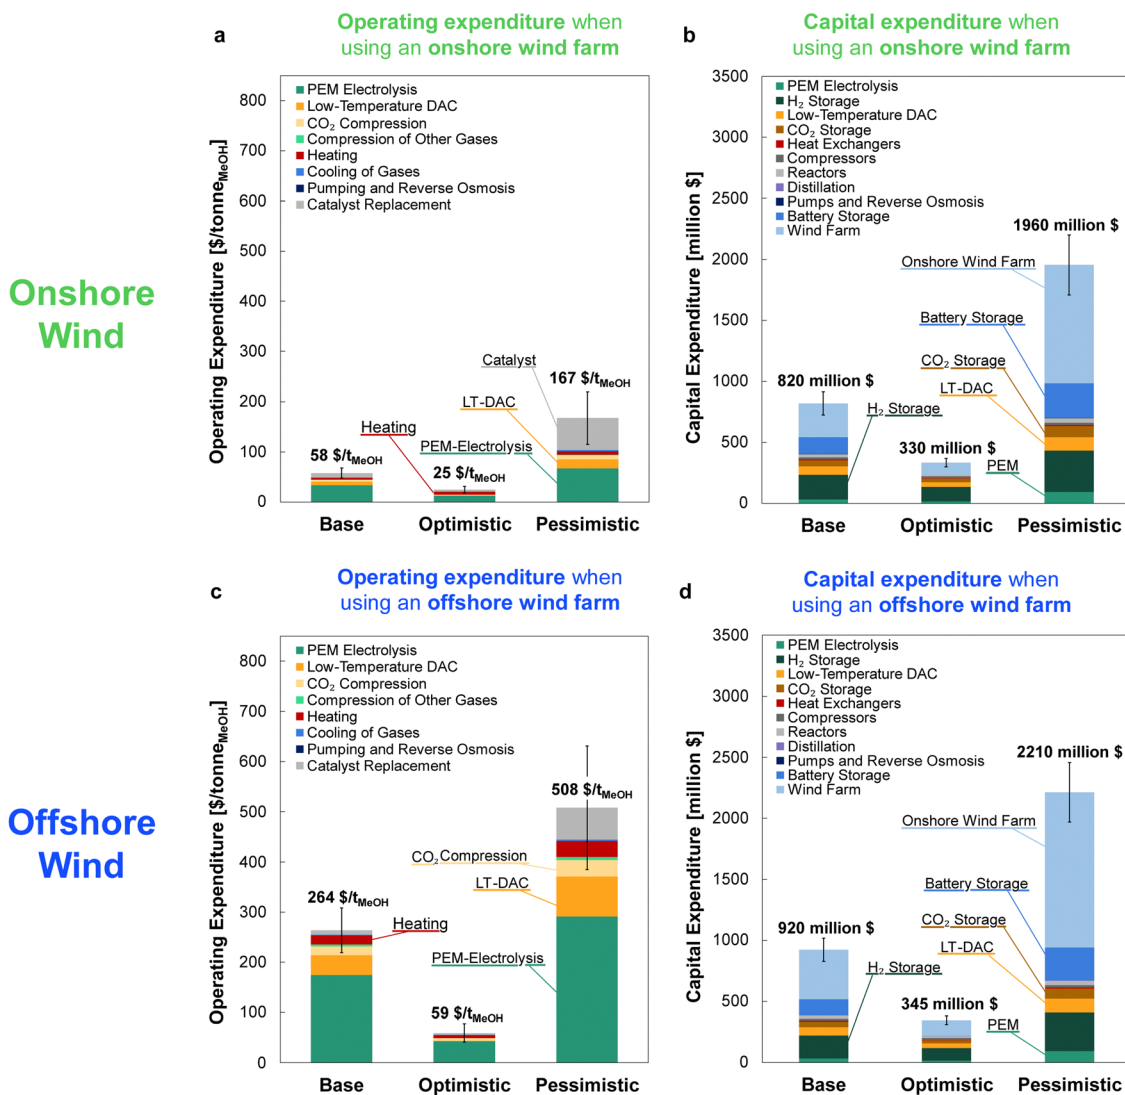 Onshore
Wind
a
Operating expenditure when
using an onshore wind farm
Operating Expenditure [$/tonneMeOH]
800
700
600
500
400
300
200
100
0
PEM Electrolysis
Low-Temperature DAC
CO₂ Compression
Compression of Other Gases
Heating
Cooling of Gases
Pumping and Reverse Osmosis
Catalyst Replacement
Catalyst
167 $/tMeOH
LT-DAC
Heating
PEM-Electrolysis
58 $/tMeOH
25 $/tMeOH
Base
Optimistic
Pessimistic
b
Capital expenditure when
using an onshore wind farm
Capital Expenditure [million $]
3500
3000
2500
2000
1500
1000
500
0
PEM Electrolysis
H₂ Storage
Low-Temperature DAC
CO₂ Storage
Heat Exchangers
Compressors
Reactors
Distillation
Pumps and Reverse Osmosis
Battery Storage
Wind Farm
1960 million $
Onshore Wind Farm
Battery Storage
CO₂ Storage
820 million $
LT-DAC
H₂ Storage
330 million $
PEM
Base
Optimistic
Pessimistic
Offshore
Wind
c
Operating expenditure when
using an offshore wind farm
Operating Expenditure [$/tonneMeOH]
800
700
600
500
400
300
200
100
0
PEM Electrolysis
Low-Temperature DAC
CO₂ Compression
Compression of Other Gases
Heating
Cooling of Gases
Pumping and Reverse Osmosis
Catalyst Replacement
508 $/tMeOH
CO₂ Compression
LT-DAC
264 $/tMeOH
Heating
PEM-Electrolysis
59 $/tMeOH
Base
Optimistic
Pessimistic
d
Capital expenditure when
using an offshore wind farm
Capital Expenditure [million $]
3500
3000
2500
2000
1500
1000
500
0
PEM Electrolysis
H₂ Storage
Low-Temperature DAC
CO₂ Storage
Heat Exchangers
Compressors
Reactors
Distillation
Pumps and Reverse Osmosis
Battery Storage
Wind Farm
2210 million $
Onshore Wind Farm
Battery Storage
CO₂ Storage
920 million $
LT-DAC
H₂ Storage
345 million $
PEM
Base
Optimistic
Pessimistic